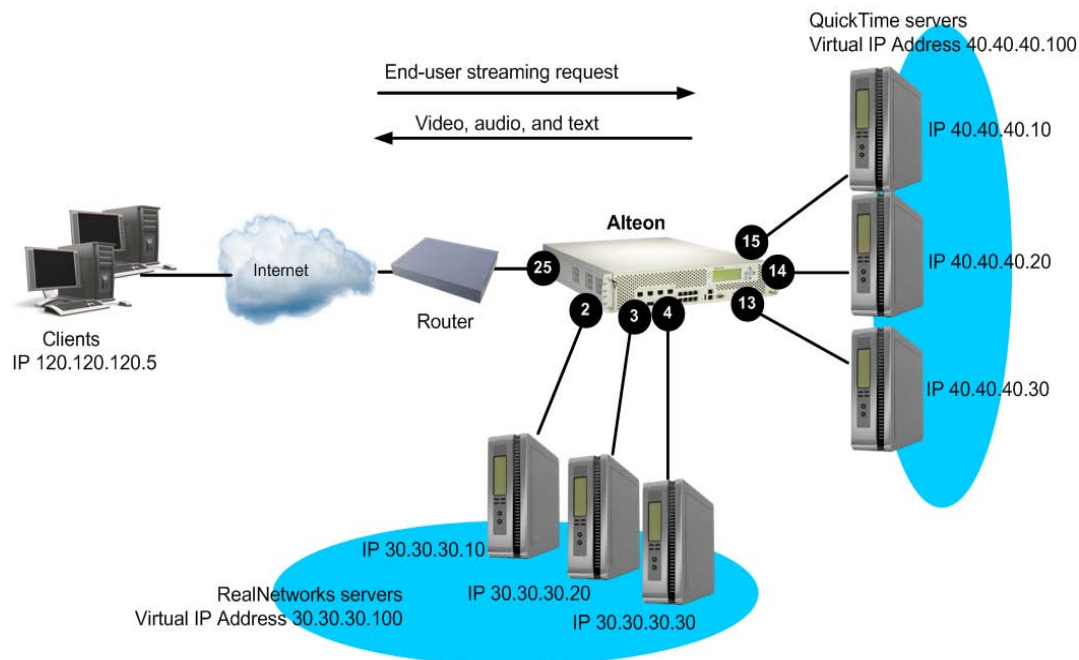 QuickTime servers
Virtual IP Address 40.40.40.100
End-user streaming request
Video, audio, and text
IP 40.40.40.10
Alteon
15
25
14
IP 40.40.40.20
Internet
Router
2
3
4
13
Clients
IP 120.120.120.5
IP 40.40.40.30
IP 30.30.30.10
RealNetworks servers
Virtual IP Address 30.30.30.100
IP 30.30.30.20
IP 30.30.30.30